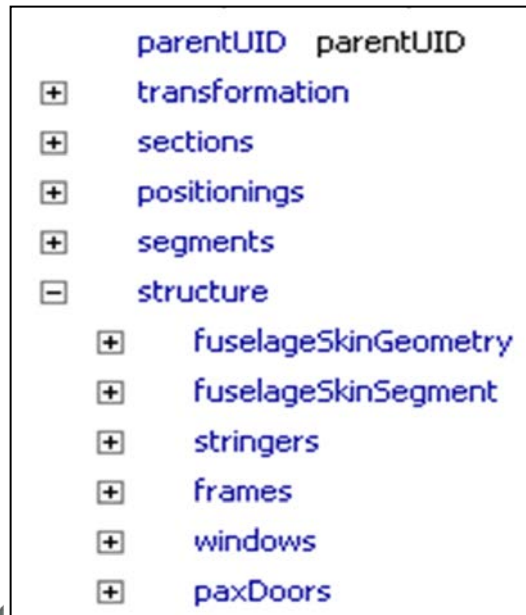 parentUID parentUID
transformation
sections
positionings
segments
structure
fuselageSkinGeometry
fuselageSkinSegment
stringers
frames
windows
paxDoors